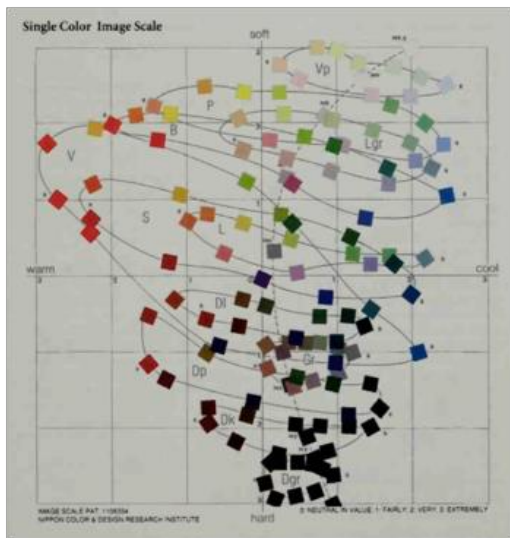 Single Color Image Scale
soft
Vp
P
B
Lgr
V
S
L
warm
cool
Dl
Gr
Dp
Dk
Dgr
IMAGE SCALE PAT. 1106334
NIPPON COLOR & DESIGN RESEARCH INSTITUTE
0: NEUTRAL IN VALUE, 1: FAIRLY, 2: VERY, 3: EXTREMELY
hard